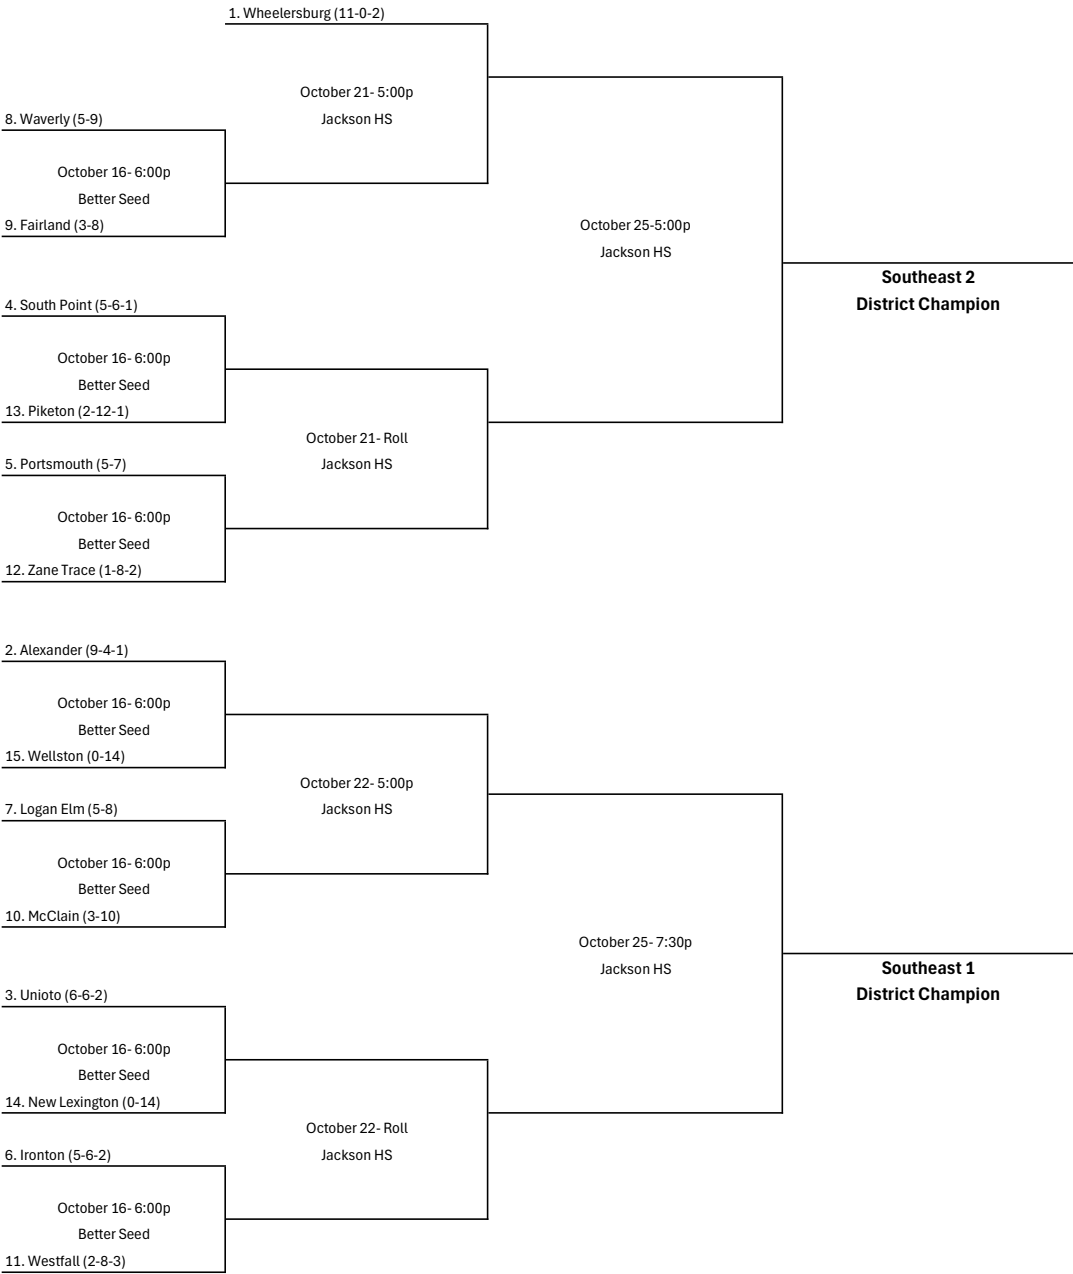 1. Wheelersburg (11-0-2)
October 21- 5:00p
Jackson HS
8. Waverly (5-9)
October 16- 6:00p
Better Seed
9. Fairland (3-8)
October 25-5:00p
Jackson HS
Southeast 2
District Champion
4. South Point (5-6-1)
October 16- 6:00p
Better Seed
13. Piketon (2-12-1)
October 21- Roll
Jackson HS
5. Portsmouth (5-7)
October 16- 6:00p
Better Seed
12. Zane Trace (1-8-2)
2. Alexander (9-4-1)
October 16- 6:00p
Better Seed
15. Wellston (0-14)
October 22- 5:00p
Jackson HS
7. Logan Elm (5-8)
October 16- 6:00p
Better Seed
10. McClain (3-10)
October 25- 7:30p
Jackson HS
Southeast 1
District Champion
3. Unioto (6-6-2)
October 16- 6:00p
Better Seed
14. New Lexington (0-14)
October 22- Roll
Jackson HS
6. Ironton (5-6-2)
October 16- 6:00p
Better Seed
11. Westfall (2-8-3)